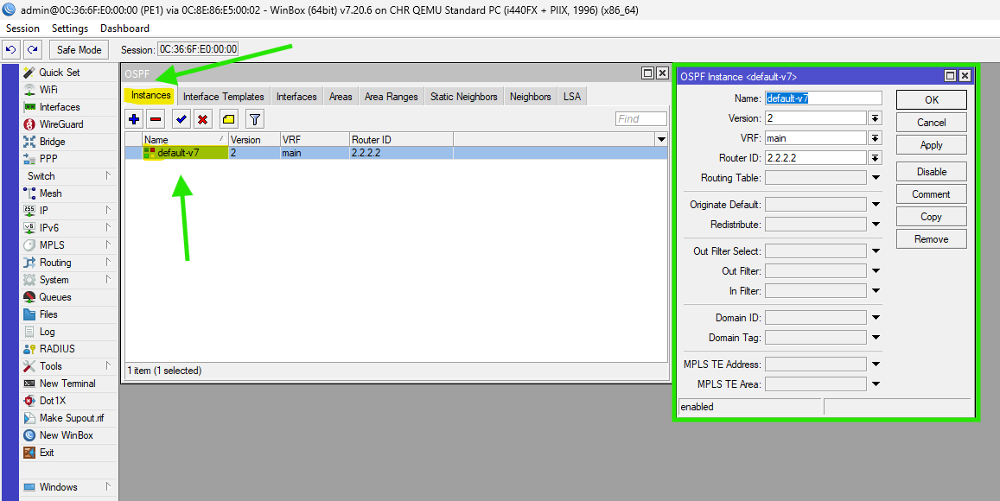 admin@0C:36:6F:E0:00:00 (PE1) via 0C:8E:86:E5:00:02 - WinBox (64bit) v7.20.6 on CHR QEMU Standard PC (i440FX + PIIX, 1996) (x86_64)
Session Settings Dashboard
Safe Mode Session: 0C:36:6F:E0:00:00
Quick Set
WiFi
Interfaces
WireGuard
Bridge
PPP
Switch
Mesh
IP
IPv6
MPLS
Routing
System
Queues
Files
Log
RADIUS
Tools
New Terminal
Dot1X
Make Supout.rif
New WinBox
Exit
Windows
OSPF
Instances Interface Templates Interfaces Areas Area Ranges Static Neighbors Neighbors LSA
Find
Name Version VRF Router ID
default-v7 2 main 2.2.2.2
1 item (1 selected)
OSPF Instance <default-v7>
Name: default-v7
Version: 2
VRF: main
Router ID: 2.2.2.2
Routing Table:
Originate Default:
Redistribute:
Out Filter Select:
Out Filter:
In Filter:
Domain ID:
Domain Tag:
MPLS TE Address:
MPLS TE Area:
enabled
OK
Cancel
Apply
Disable
Comment
Copy
Remove